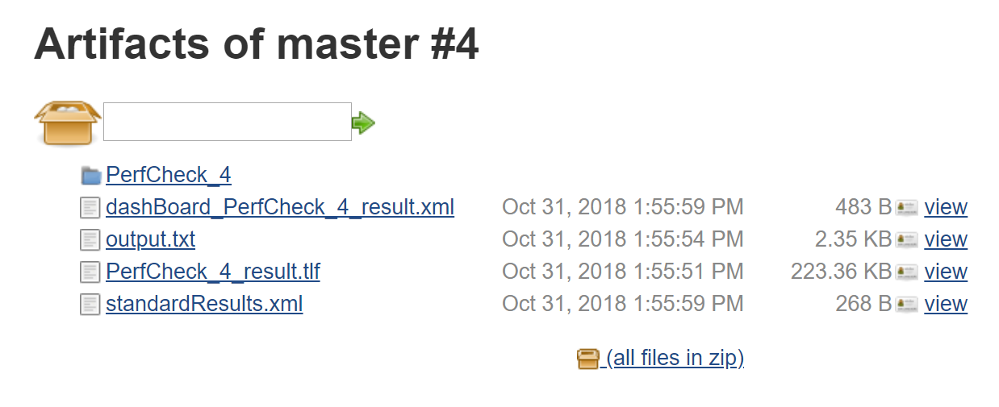 Artifacts of master #4
PerfCheck_4
dashBoard_PerfCheck_4_result.xml Oct 31, 2018 1:55:59 PM 483 B view
output.txt Oct 31, 2018 1:55:54 PM 2.35 KB view
PerfCheck_4_result.tlf Oct 31, 2018 1:55:51 PM 223.36 KB view
standardResults.xml Oct 31, 2018 1:55:59 PM 268 B view
(all files in zip)